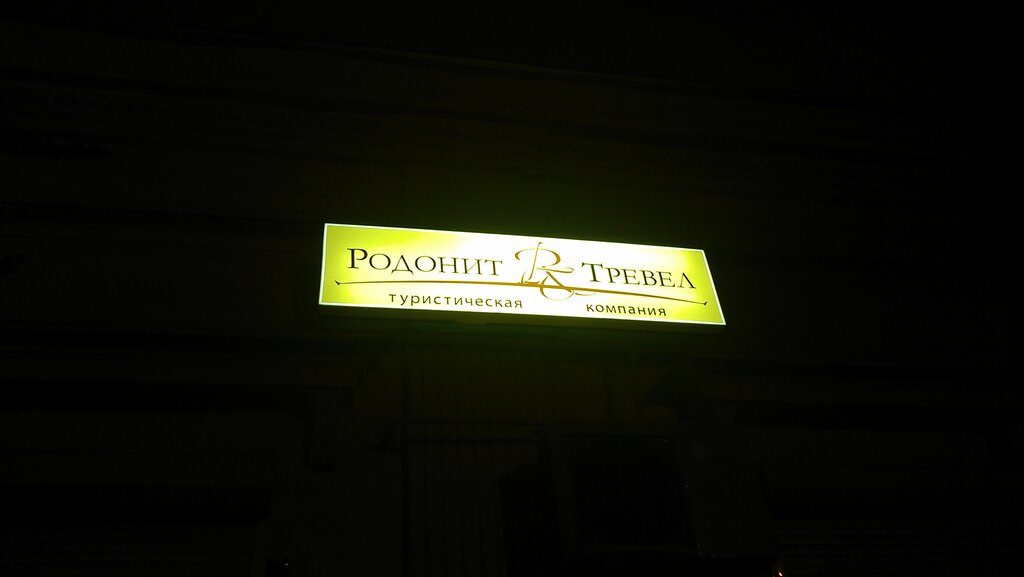 Родонит Тревел
туристическая компания